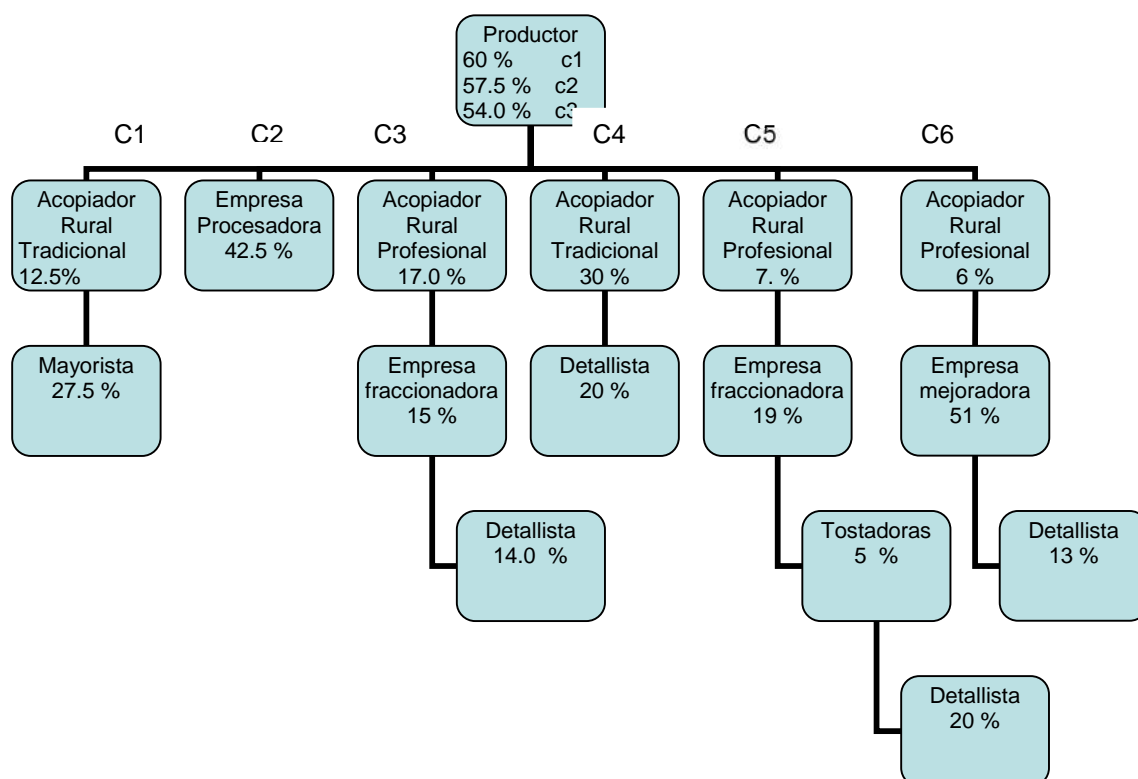 Productor
60 % c1
57.5 % c2
54.0 % c3
C1 C2 C3 C4 C5 C6
Acopiador
Rural
Tradicional
12.5%
Empresa
Procesadora
42.5 %
Acopiador
Rural
Profesional
17.0 %
Acopiador
Rural
Tradicional
30 %
Acopiador
Rural
Profesional
7. %
Acopiador
Rural
Profesional
6 %
Mayorista
27.5 %
Empresa
fraccionadora
15 %
Detallista
20 %
Empresa
fraccionadora
19 %
Empresa
mejoradora
51 %
Detallista
14.0 %
Tostadoras
5 %
Detallista
13 %
Detallista
20 %